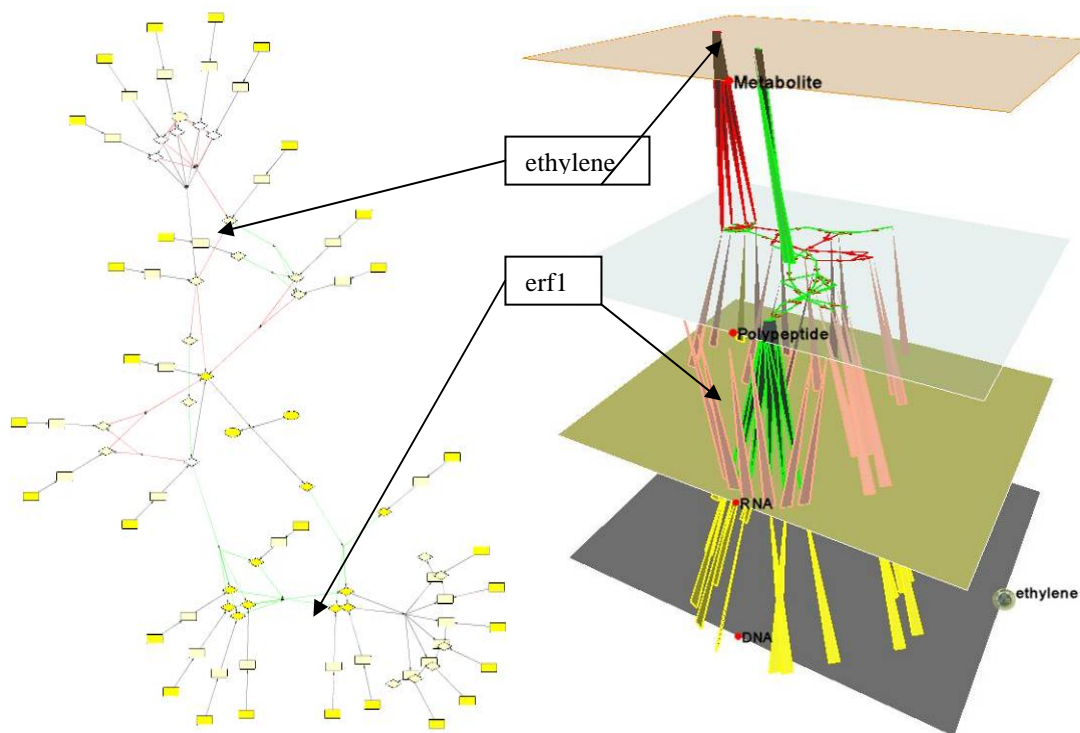 Metabolite
ethylene
erf1
Polypeptide
RNA
ethylene
DNA